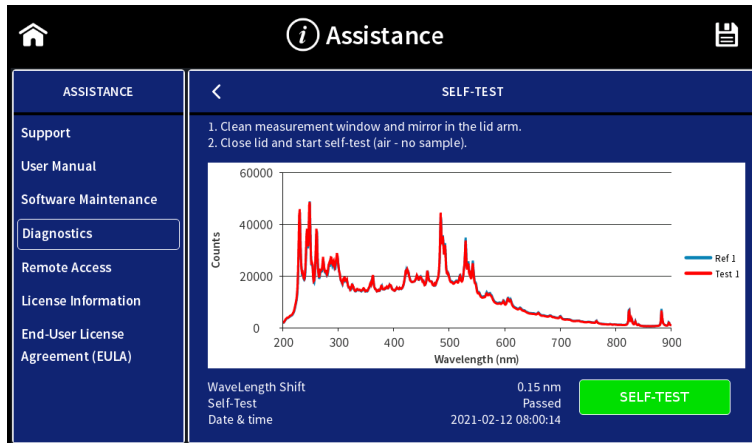 Assistance
ASSISTANCE
Support
User Manual
Software Maintenance
Diagnostics
Remote Access
License Information
End-User License
Agreement (EULA)
SELF-TEST
1. Clean measurement window and mirror in the lid arm.
2. Close lid and start self-test (air - no sample).
60000
40000
20000
0
Counts
200 300 400 500 600 700 800 900
Wavelength (nm)
Ref 1
Test 1
WaveLength Shift 0.15 nm
Self-Test Passed
Date & time 2021-02-12 08:00:14
SELF-TEST